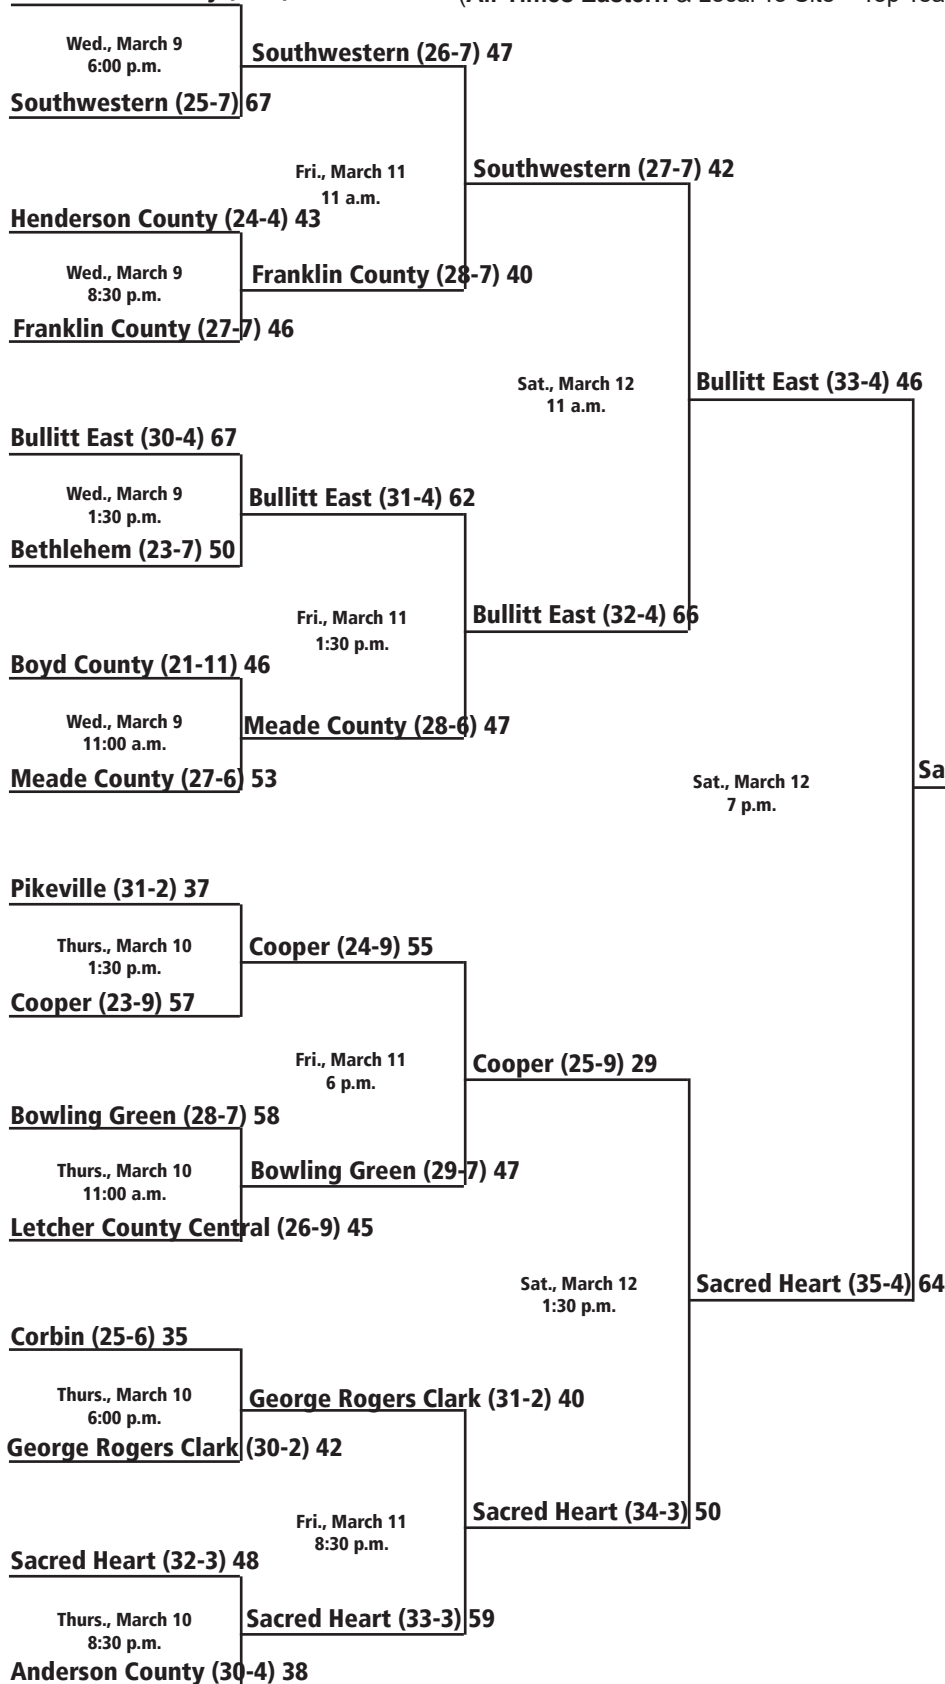 (All Times Eastern & Local to Site
Wed., March 9
6:00 p.m.
Southwestern (26-7) 47
Southwestern (25-7) 67
Fri., March 11
11 a.m.
Southwestern (27-7) 42
Henderson County (24-4) 43
Wed., March 9
8:30 p.m.
Franklin County (28-7) 40
Franklin County (27-7) 46
Sat., March 12
11 a.m.
Bullitt East (33-4) 46
Bullitt East (30-4) 67
Wed., March 9
1:30 p.m.
Bullitt East (31-4) 62
Bethlehem (23-7) 50
Fri., March 11
1:30 p.m.
Bullitt East (32-4) 66
Boyd County (21-11) 46
Wed., March 9
11:00 a.m.
Meade County (28-6) 47
Meade County (27-6) 53
Sat., March 12
7 p.m.
Sa
Pikeville (31-2) 37
Thurs., March 10
1:30 p.m.
Cooper (24-9) 55
Cooper (23-9) 57
Fri., March 11
6 p.m.
Cooper (25-9) 29
Bowling Green (28-7) 58
Thurs., March 10
11:00 a.m.
Bowling Green (29-7) 47
Letcher County Central (26-9) 45
Sat., March 12
1:30 p.m.
Sacred Heart (35-4) 64
Corbin (25-6) 35
Thurs., March 10
6:00 p.m.
George Rogers Clark (31-2) 40
George Rogers Clark (30-2) 42
Fri., March 11
8:30 p.m.
Sacred Heart (34-3) 50
Sacred Heart (32-3) 48
Thurs., March 10
8:30 p.m.
Sacred Heart (33-3) 59
Anderson County (30-4) 38